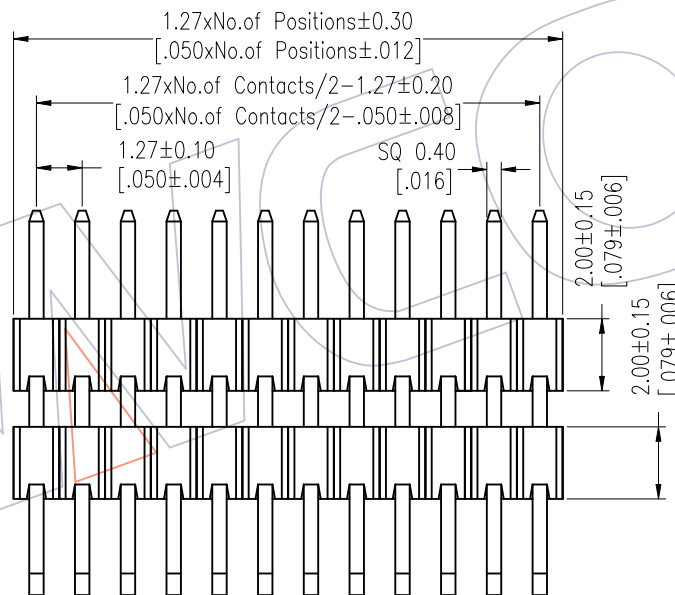 1.27xNo.of Positions±0.30
[.050xNo.of Positions±.012]
1.27xNo.of Contacts/2-1.27±0.20
[.050xNo.of Contacts/2-.050±.008]
1.27±0.10
[.050±.004]
SQ 0.40
[.016]
2.00±0.15
[.079±.006]
2.00±0.15
[.079±.006]